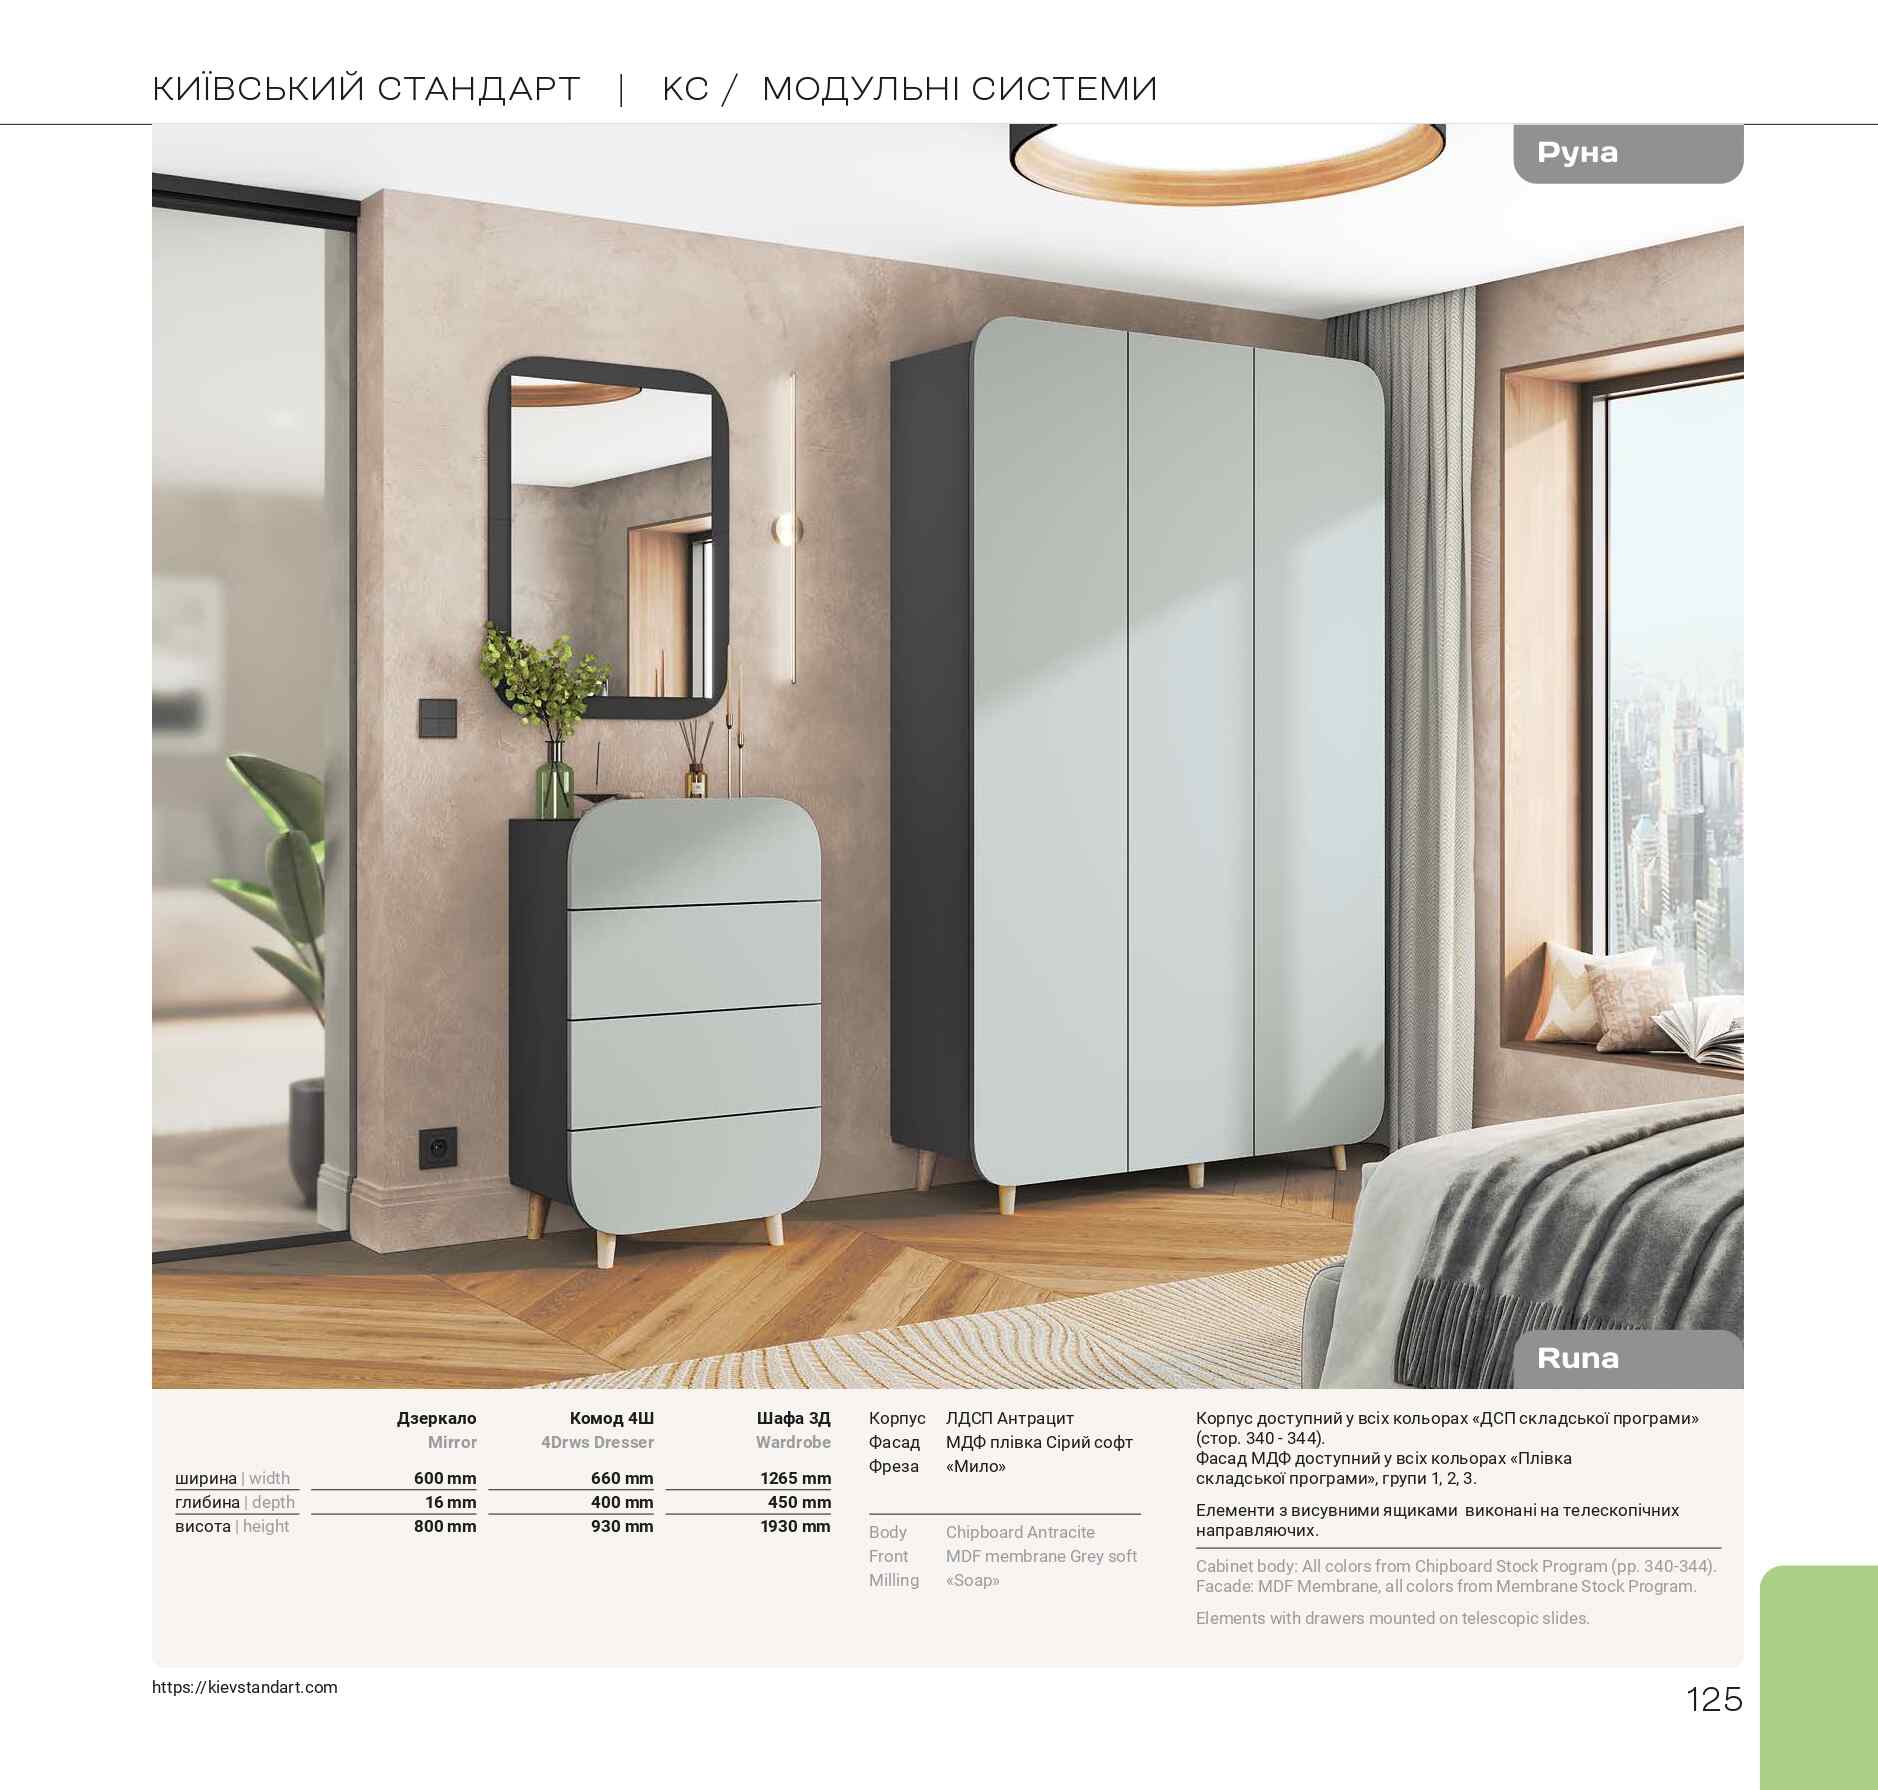 КИЇВСЬКИЙ СТАНДАРТ | КС / МОДУЛЬНІ СИСТЕМИ
Руна
Runa
Дзеркало Комод 4Ш Шафа 3Д
Mirror 4Drws Dresser Wardrobe
ширина | width 600 mm 660 mm 1265 mm
глибина | depth 16 mm 400 mm 450 mm
висота | height 800 mm 930 mm 1930 mm
Корпус ЛДСП Антрацит
Фасад МДФ плівка Сірий софт
Фреза «Мило»
Body Chipboard Antracite
Front MDF membrane Grey soft
Milling «Soap»
Корпус доступний у всіх кольорах «ДСП складської програми»
(стор. 340 - 344).
Фасад МДФ доступний у всіх кольорах «Плівка
складської програми», групи 1, 2, 3.
Елементи з висувними ящиками виконані на телескопічних
направляючих.
Cabinet body: All colors from Chipboard Stock Program (pp. 340-344).
Facade: MDF Membrane, all colors from Membrane Stock Program.
Elements with drawers mounted on telescopic slides.
https://kievstandart.com
125